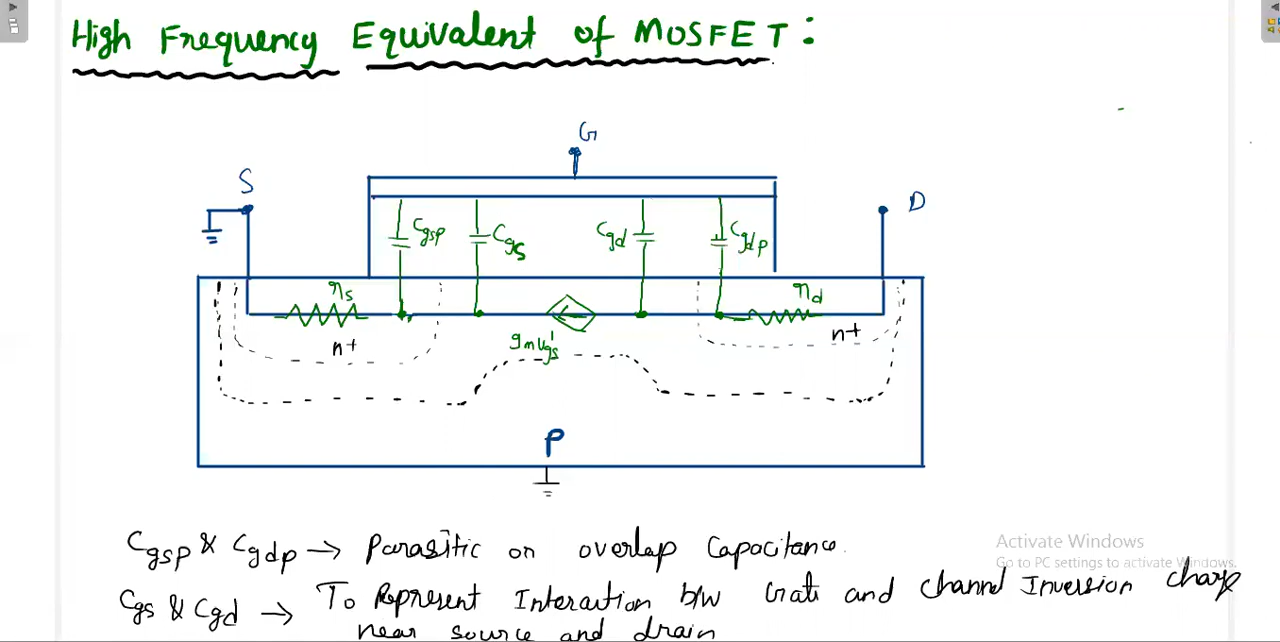 High Frequency Equivalent of MOSFET :
G
S
D
Cgsp
Cgs
Cgd
Cgdp
rs
rd
n+
gmVgs'
n+
P
Cgsp & Cgdp → Parasitic or overlap Capacitance.
Activate Windows
Go to PC settings to activate Windows.
Cgs & Cgd → To Represent Interaction b/w Gate and Channel Inversion charge
near source and drain